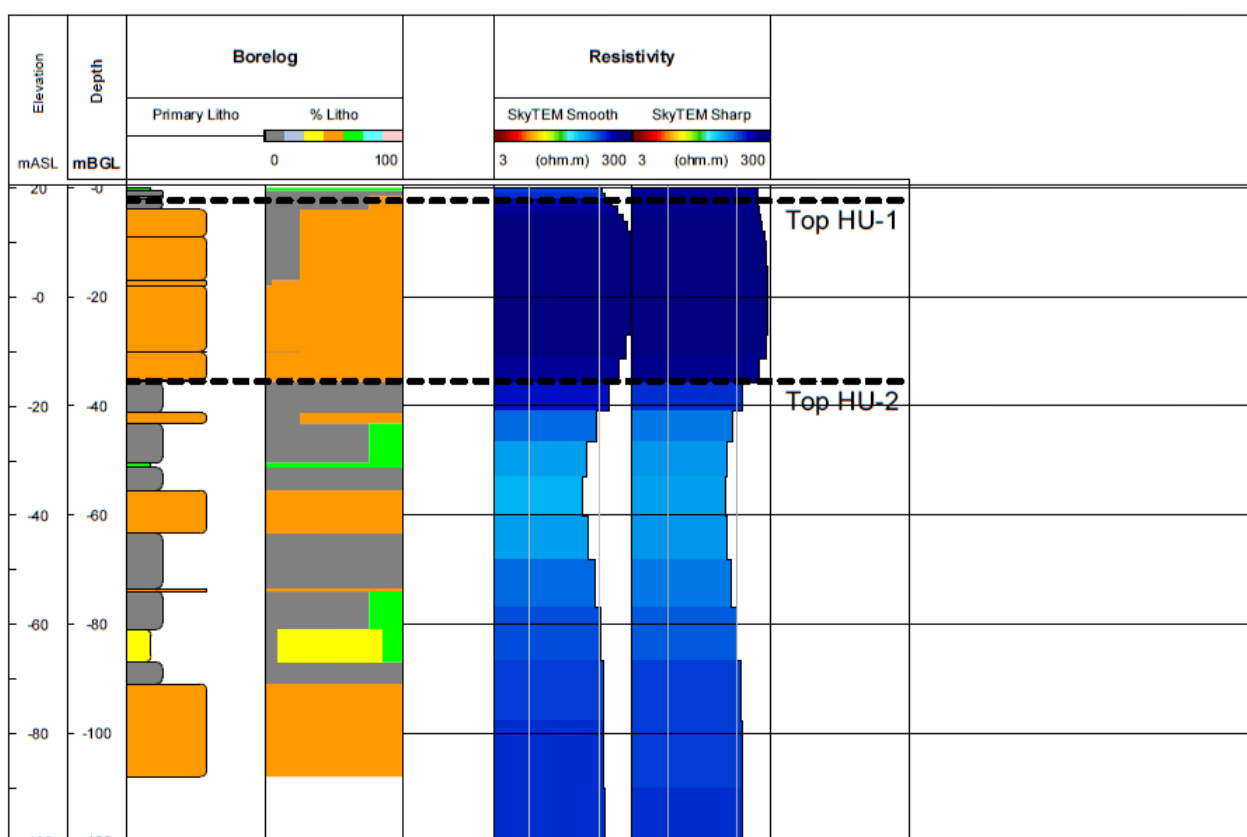 Elevation
Depth
Borelog
Resistivity
Primary Litho
% Litho
SkyTEM Smooth
SkyTEM Sharp
mASL
mBGL
0
100
3
(ohm.m)
300
3
(ohm.m)
300
20
-0
Top HU-1
-0
-20
Top HU-2
-20
-40
-40
-60
-60
-80
-80
-100